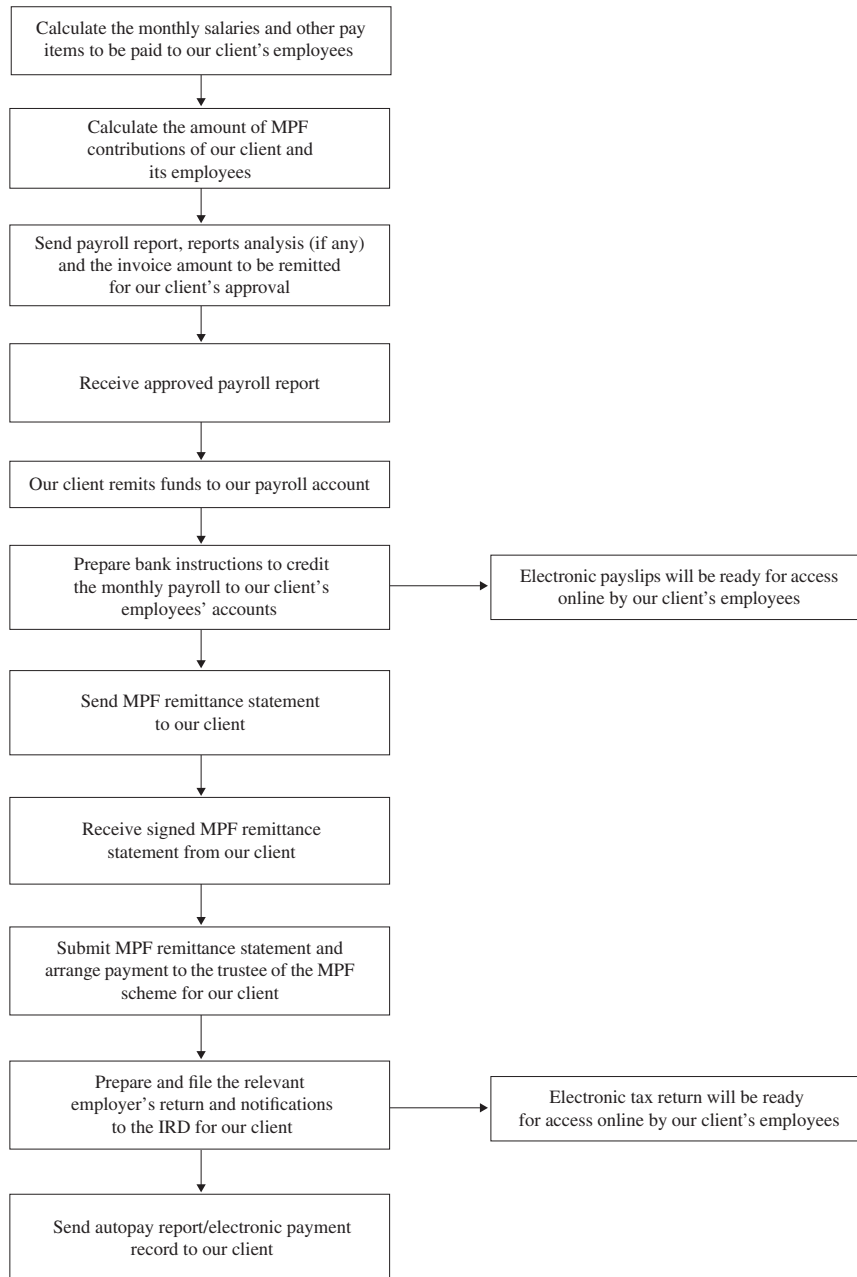 Calculate the monthly salaries and other pay
items to be paid to our client’s employees
Calculate the amount of MPF
contributions of our client and
its employees
Send payroll report, reports analysis (if any)
and the invoice amount to be remitted
for our client’s approval
Receive approved payroll report
Our client remits funds to our payroll account
Prepare bank instructions to credit
the monthly payroll to our client’s
employees’ accounts
Electronic payslips will be ready for access
online by our client’s employees
Send MPF remittance statement
to our client
Receive signed MPF remittance
statement from our client
Submit MPF remittance statement and
arrange payment to the trustee of the MPF
scheme for our client
Prepare and file the relevant
employer’s return and notifications
to the IRD for our client
Electronic tax return will be ready
for access online by our client’s employees
Send autopay report/electronic payment
record to our client